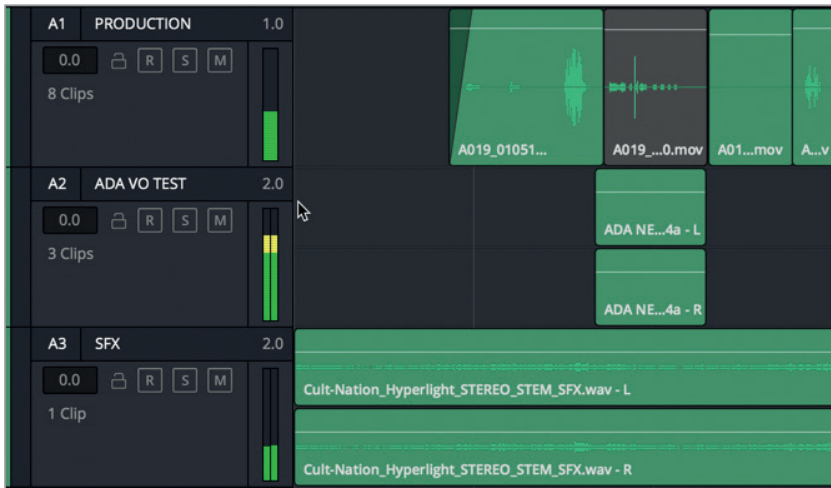 A1 PRODUCTION 1.0
0.0 R S M
8 Clips
A019_01051... A019_...0.mov A01...mov A...v
A2 ADA VO TEST 2.0
0.0 R S M
3 Clips
ADA NE...4a - L
ADA NE...4a - R
A3 SFX 2.0
0.0 R S M
1 Clip
Cult-Nation_Hyperlight_STEREO_STEM_SFX.wav - L
Cult-Nation_Hyperlight_STEREO_STEM_SFX.wav - R